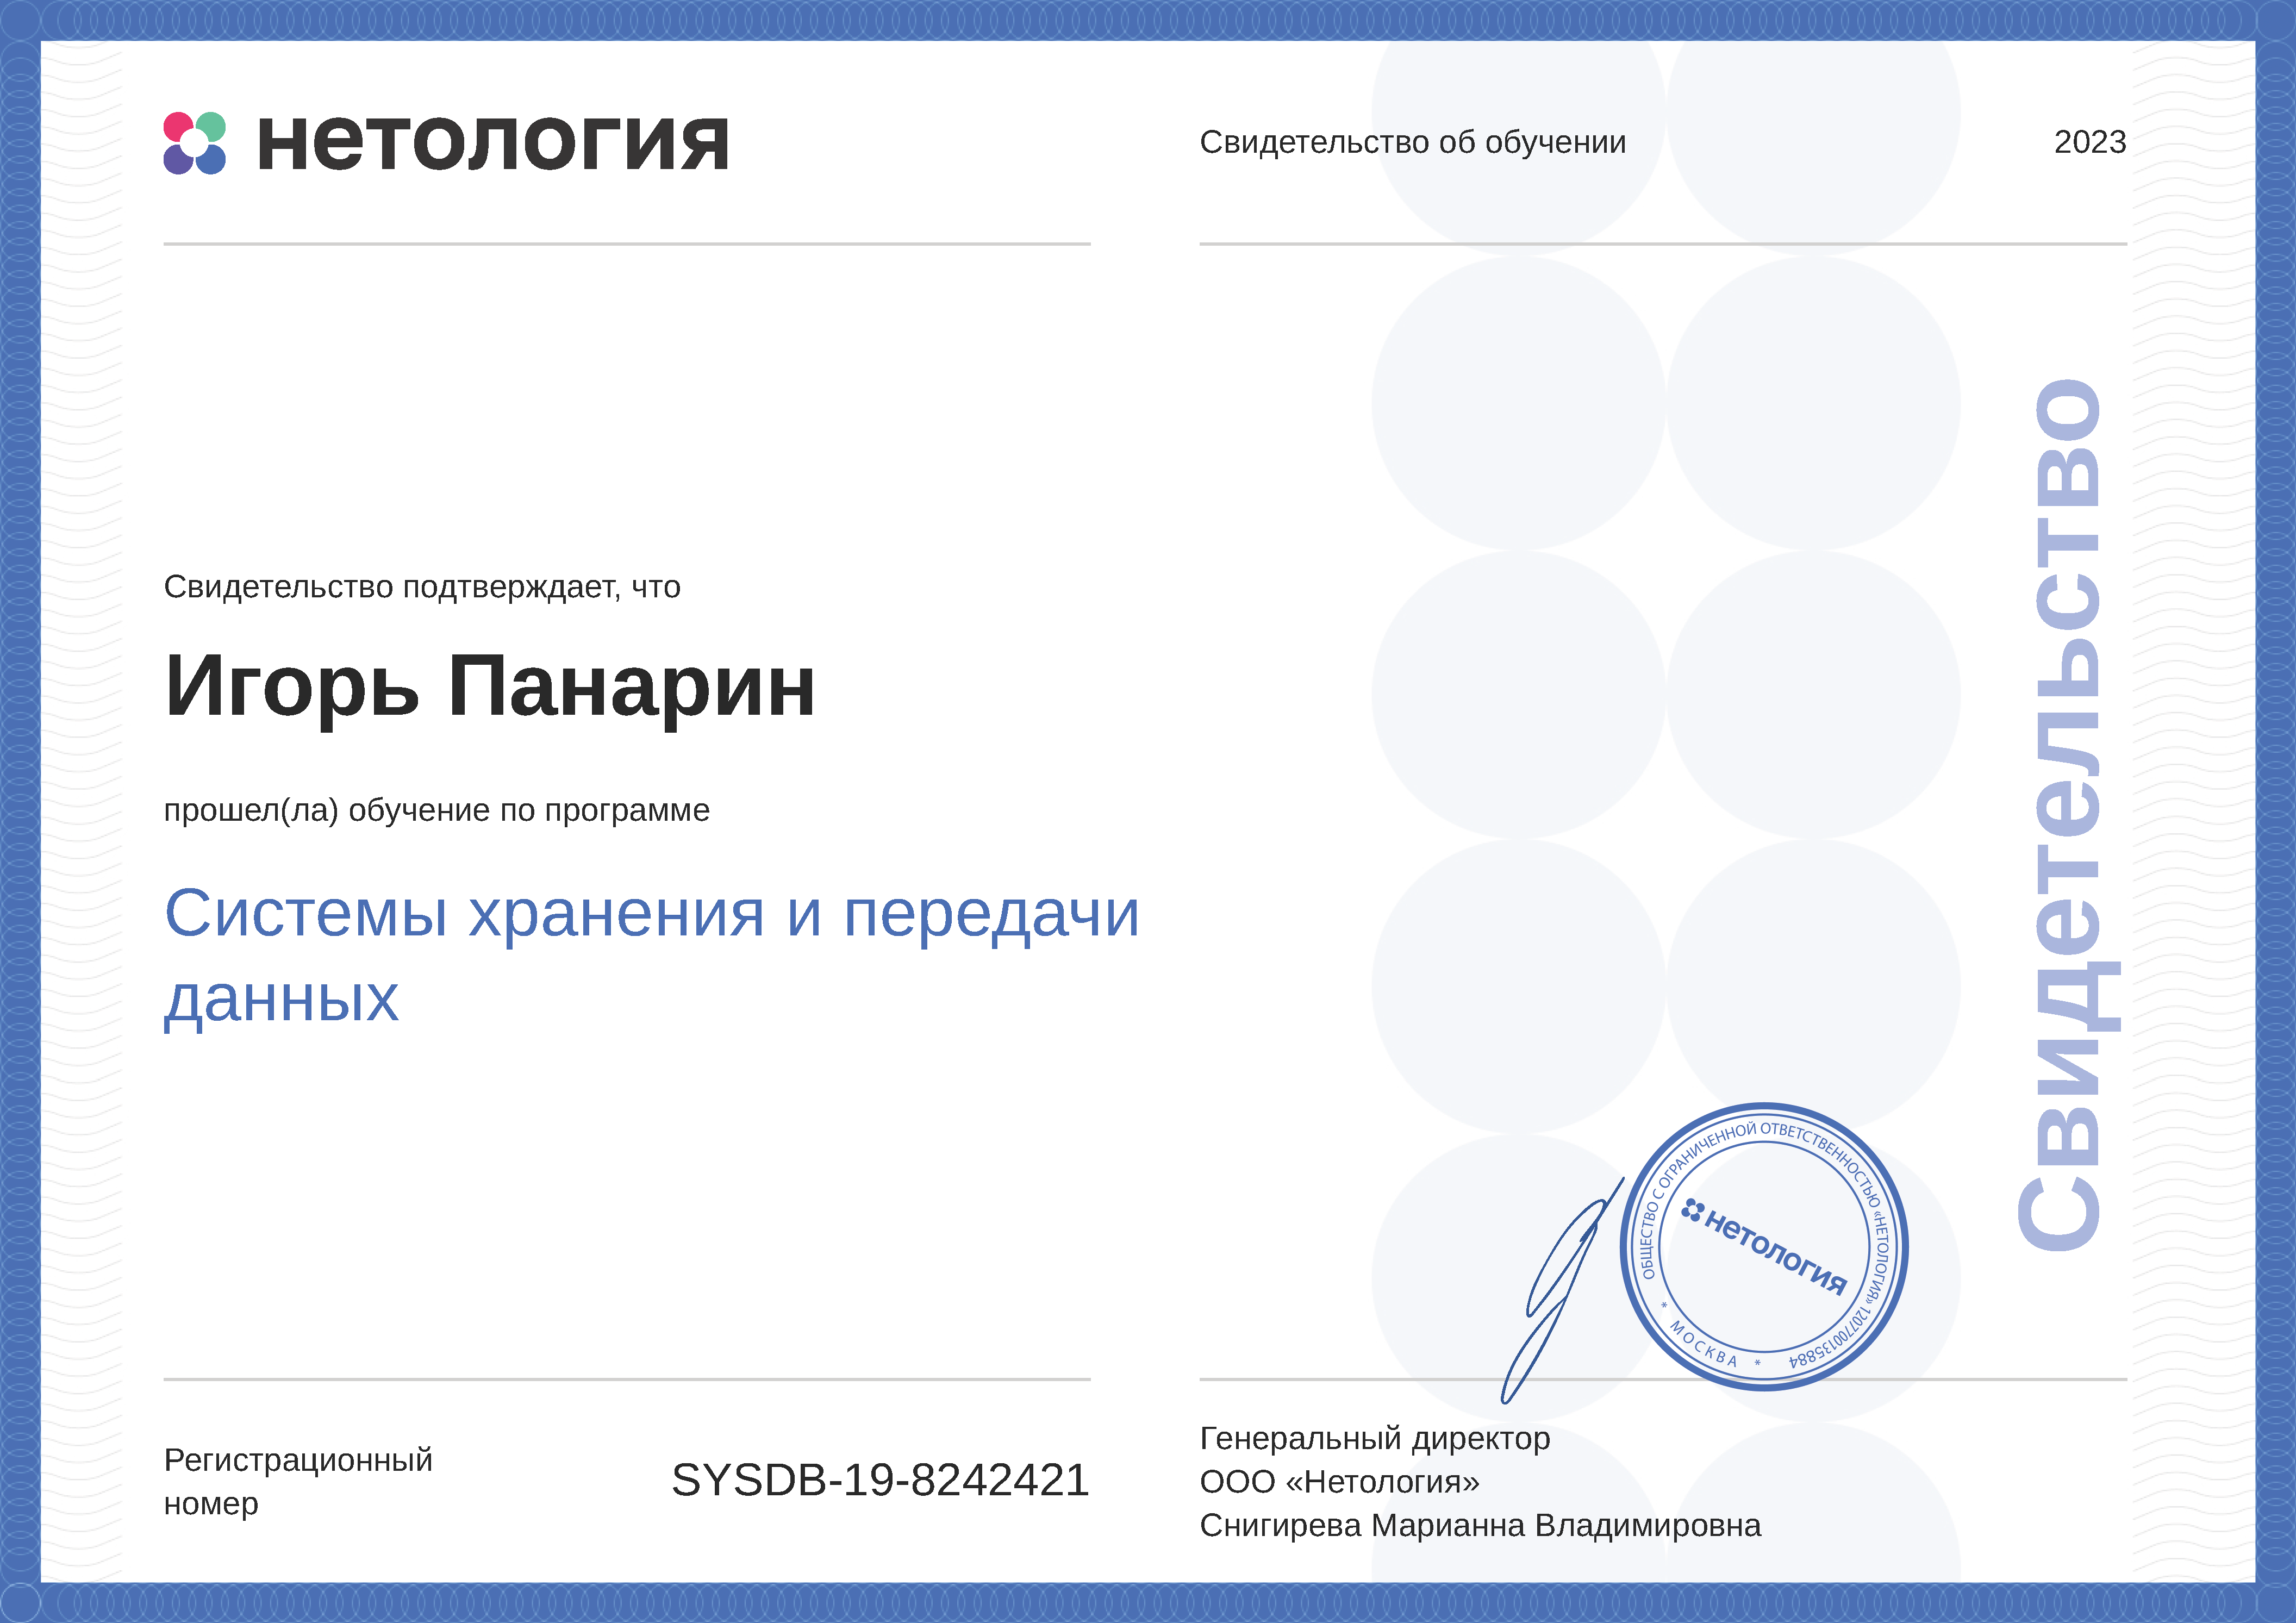 нетология
Свидетельство об обучении
2023
Свидетельство подтверждает, что
Игорь Панарин
прошел(ла) обучение по программе
Системы хранения и передачи
данных
Свидетельство
ОБЩЕСТВО С ОГРАНИЧЕННОЙ ОТВЕТСТВЕННОСТЬЮ «НЕТОЛОГИЯ» 1207700135884
* МОСКВА *
нетология
Регистрационный
номер
SYSDB-19-8242421
Генеральный директор
ООО «Нетология»
Снигирева Марианна Владимировна